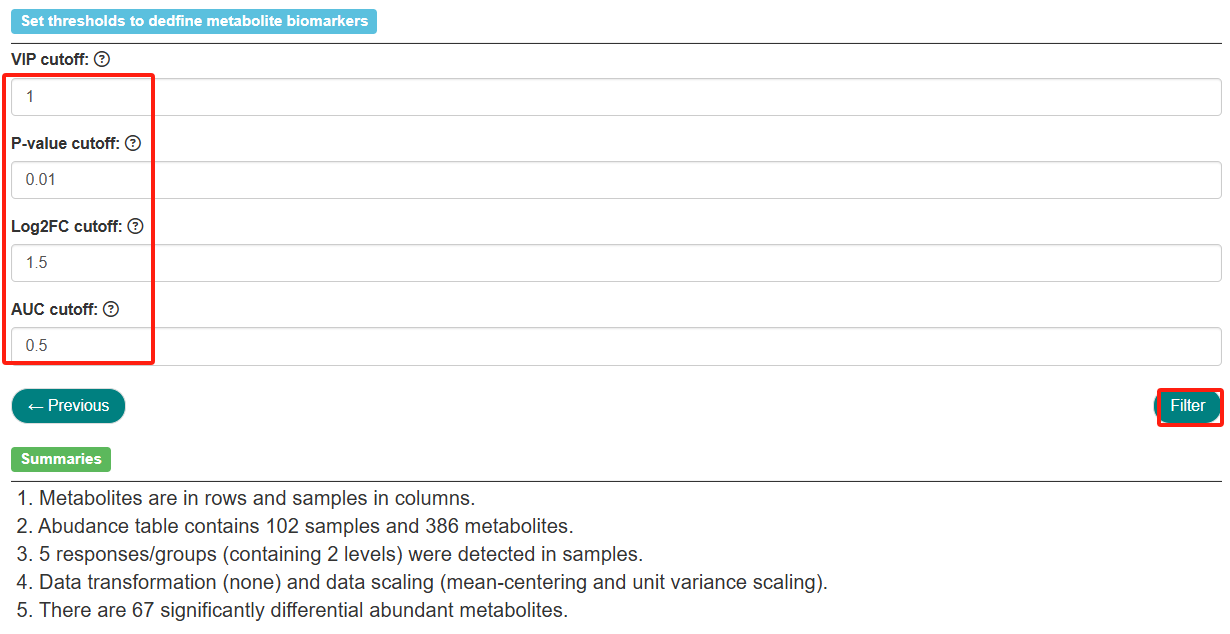 Set thresholds to dedfine metabolite biomarkers
VIP cutoff: ?
1
P-value cutoff: ?
0.01
Log2FC cutoff: ?
1.5
AUC cutoff: ?
0.5
← Previous
Filter
Summaries
1. Metabolites are in rows and samples in columns.
2. Abudance table contains 102 samples and 386 metabolites.
3. 5 responses/groups (containing 2 levels) were detected in samples.
4. Data transformation (none) and data scaling (mean-centering and unit variance scaling).
5. There are 67 significantly differential abundant metabolites.